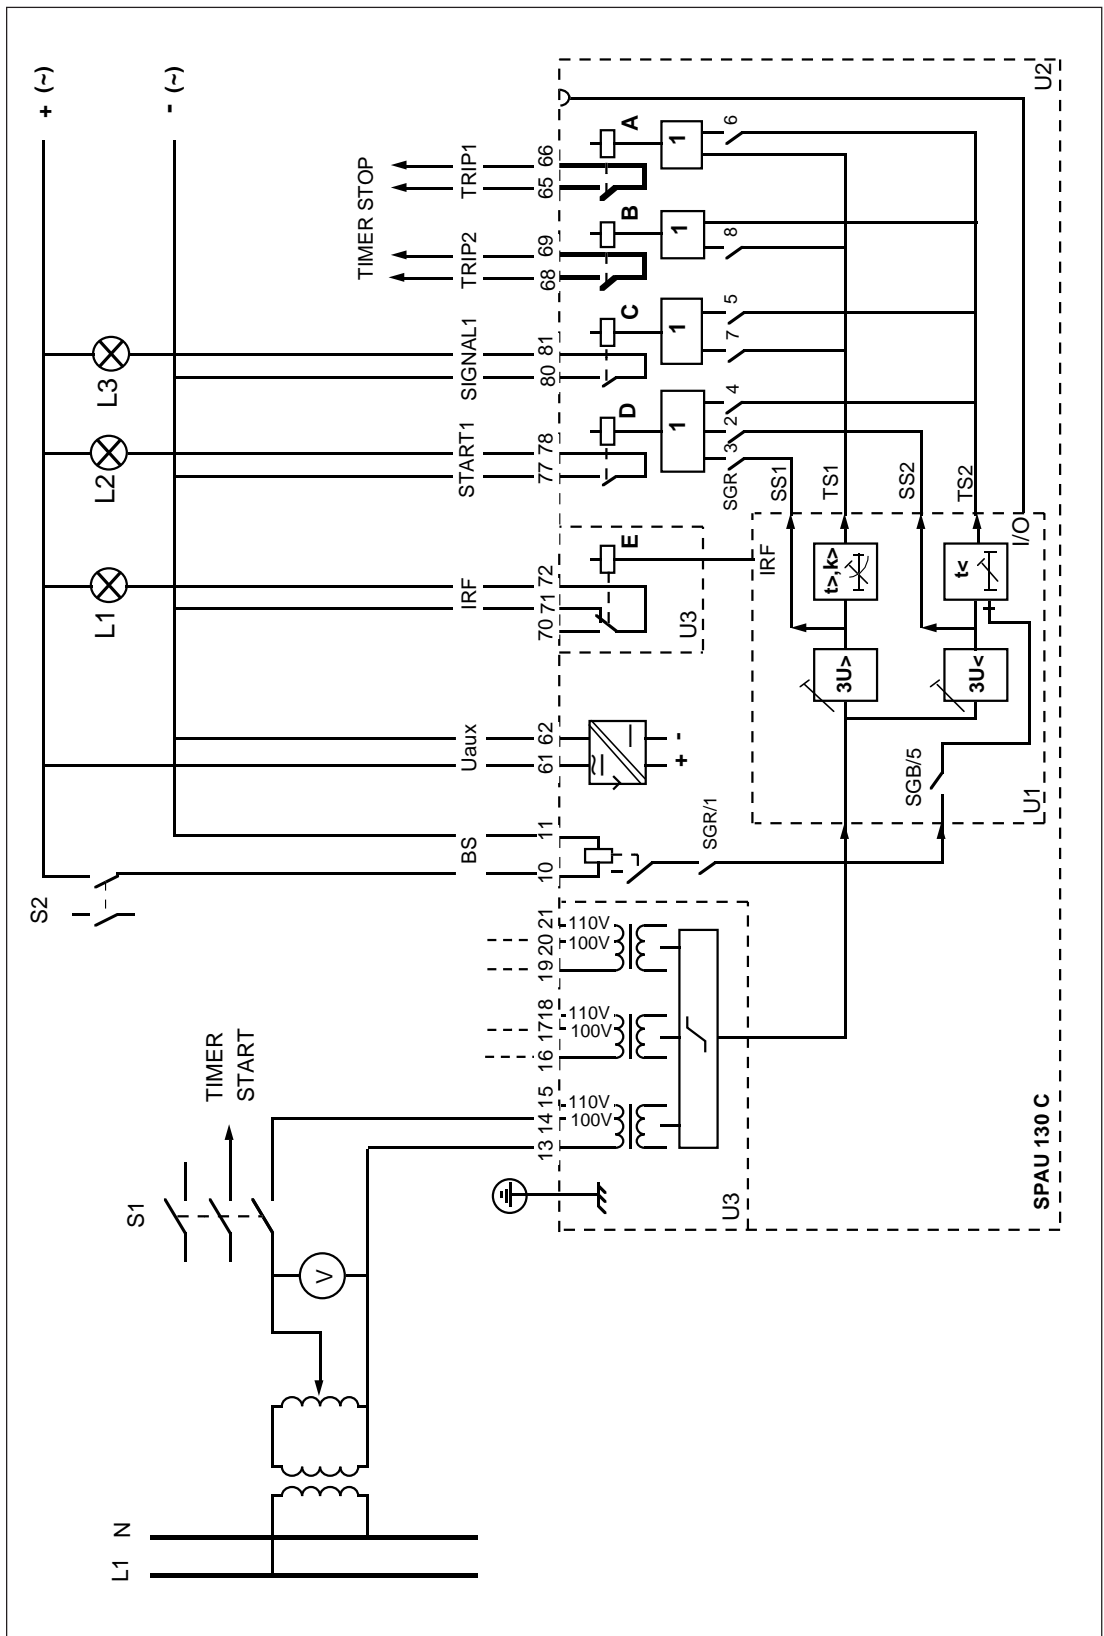 + (~)
- (~)
L3
L2
L1
S2
TIMER STOP
TRIP1
TRIP2
SIGNAL1
START1
IRF
Uaux
BS
66
65
69
68
81
80
78
77
72
71
70
62
61
11
10
21
20
19
18
17
16
15
14
13
110V
100V
110V
100V
110V
100V
U2
A
B
C
D
E
1
1
1
1
6
8
5
7
4
2
3
SGR
U3
+
-
SGR/1
SS1
TS1
SS2
TS2
IRF
I/O
t>,k>
t<
3U>
3U<
SGB/5
U1
U3
SPAU 130 C
TIMER
START
S1
V
N
L1